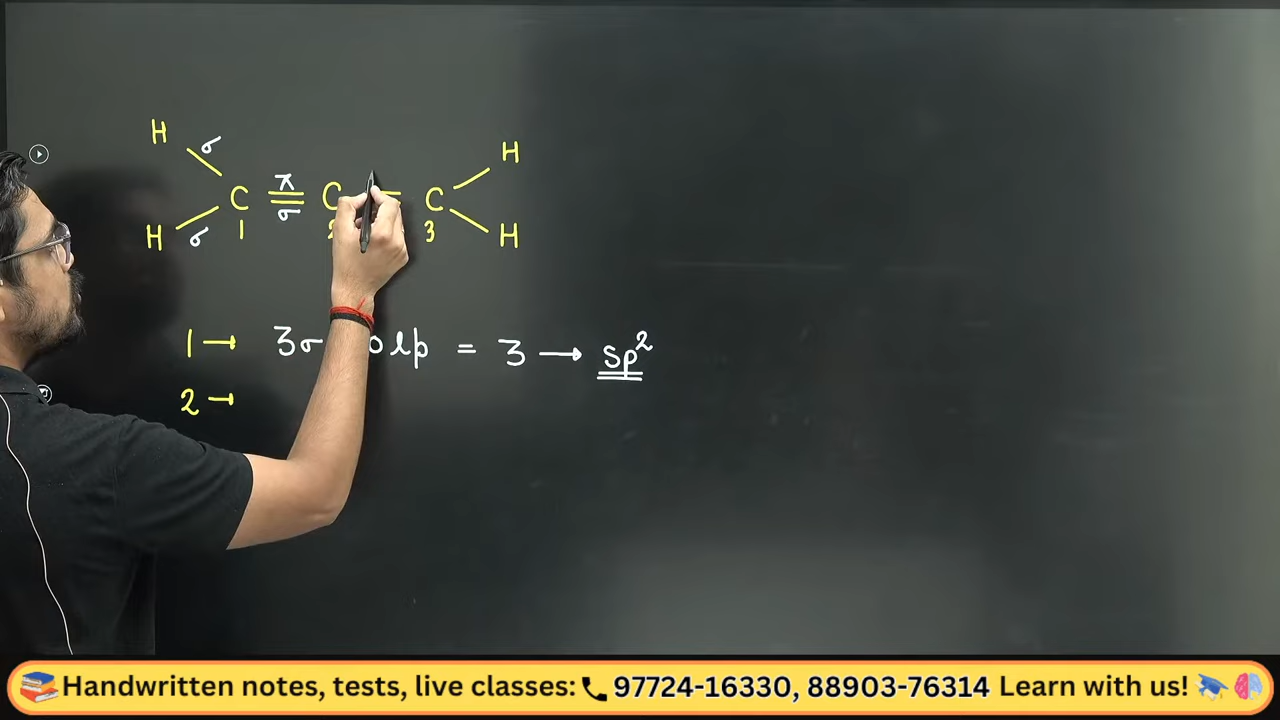 H σ H
C π σ C C
H σ 1 3 H
1 → 3σ 0 lp = 3 → sp²
2 →
Handwritten notes, tests, live classes: 97724-16330, 88903-76314 Learn with us!